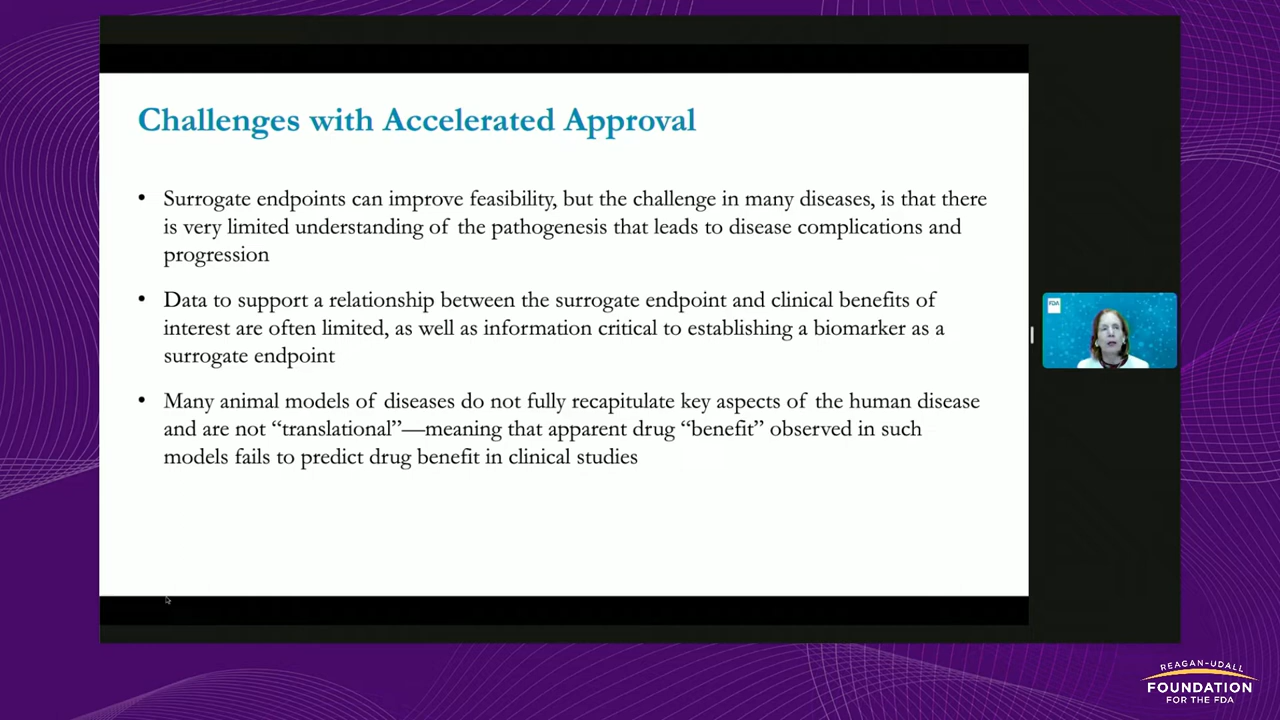 Challenges with Accelerated Approval
• Surrogate endpoints can improve feasibility, but the challenge in many diseases, is that there
is very limited understanding of the pathogenesis that leads to disease complications and
progression
• Data to support a relationship between the surrogate endpoint and clinical benefits of
interest are often limited, as well as information critical to establishing a biomarker as a
surrogate endpoint
• Many animal models of diseases do not fully recapitulate key aspects of the human disease
and are not “translational”—meaning that apparent drug “benefit” observed in such
models fails to predict drug benefit in clinical studies
FDA
REAGAN-UDALL
FOUNDATION
FOR THE FDA